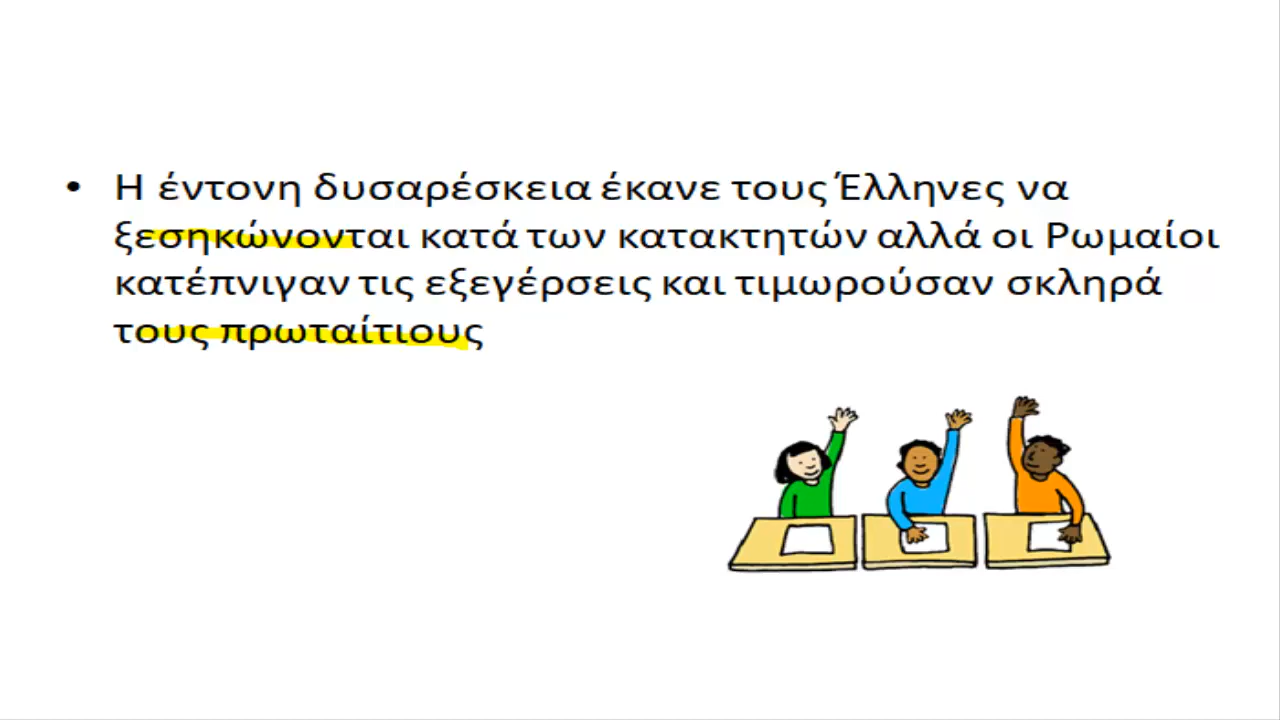 • Η έντονη δυσαρέσκεια έκανε τους Έλληνες να
ξεσηκώνονται κατά των κατακτητών αλλά οι Ρωμαίοι
κατέπνιγαν τις εξεγέρσεις και τιμωρούσαν σκληρά
τους πρωταίτιους